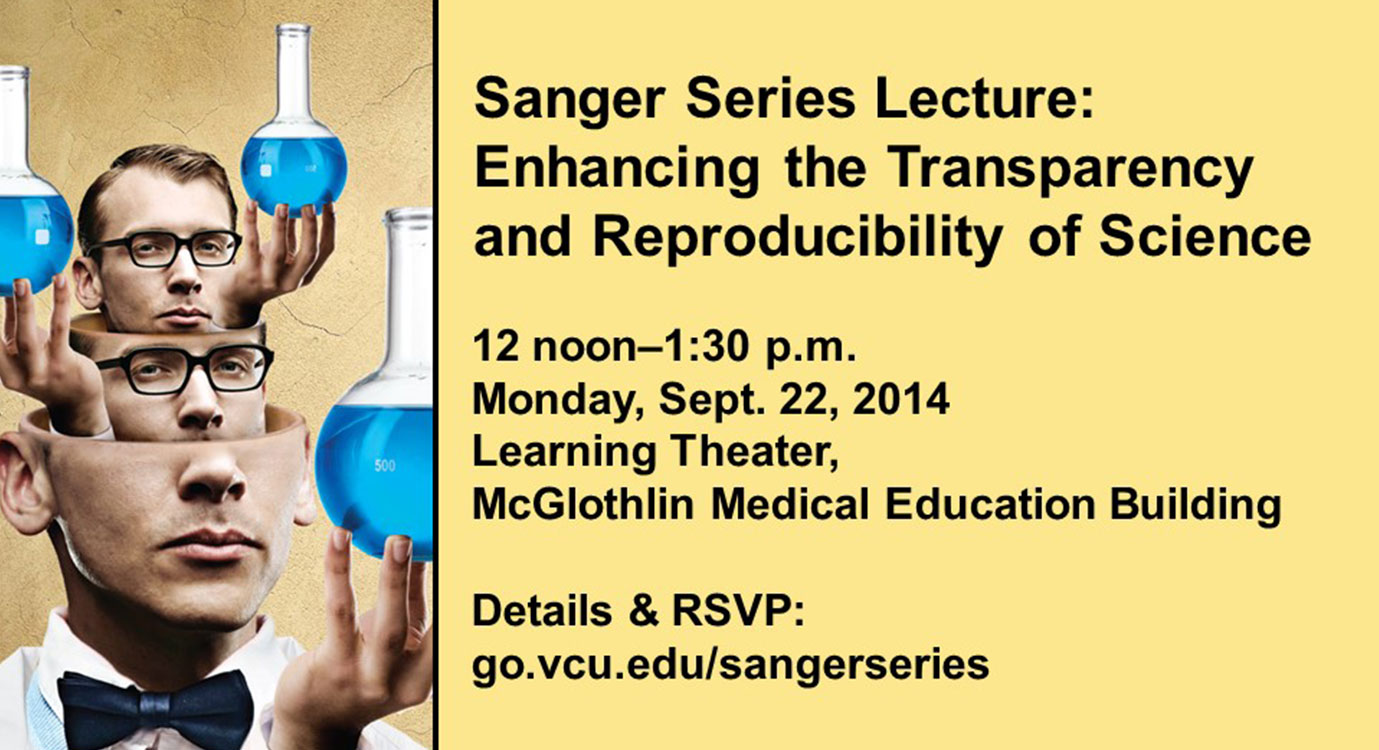 Sanger Series Lecture:
Enhancing the Transparency
and Reproducibility of Science
12 noon–1:30 p.m.
Monday, Sept. 22, 2014
Learning Theater,
McGlothlin Medical Education Building
Details & RSVP:
go.vcu.edu/sangerseries
500